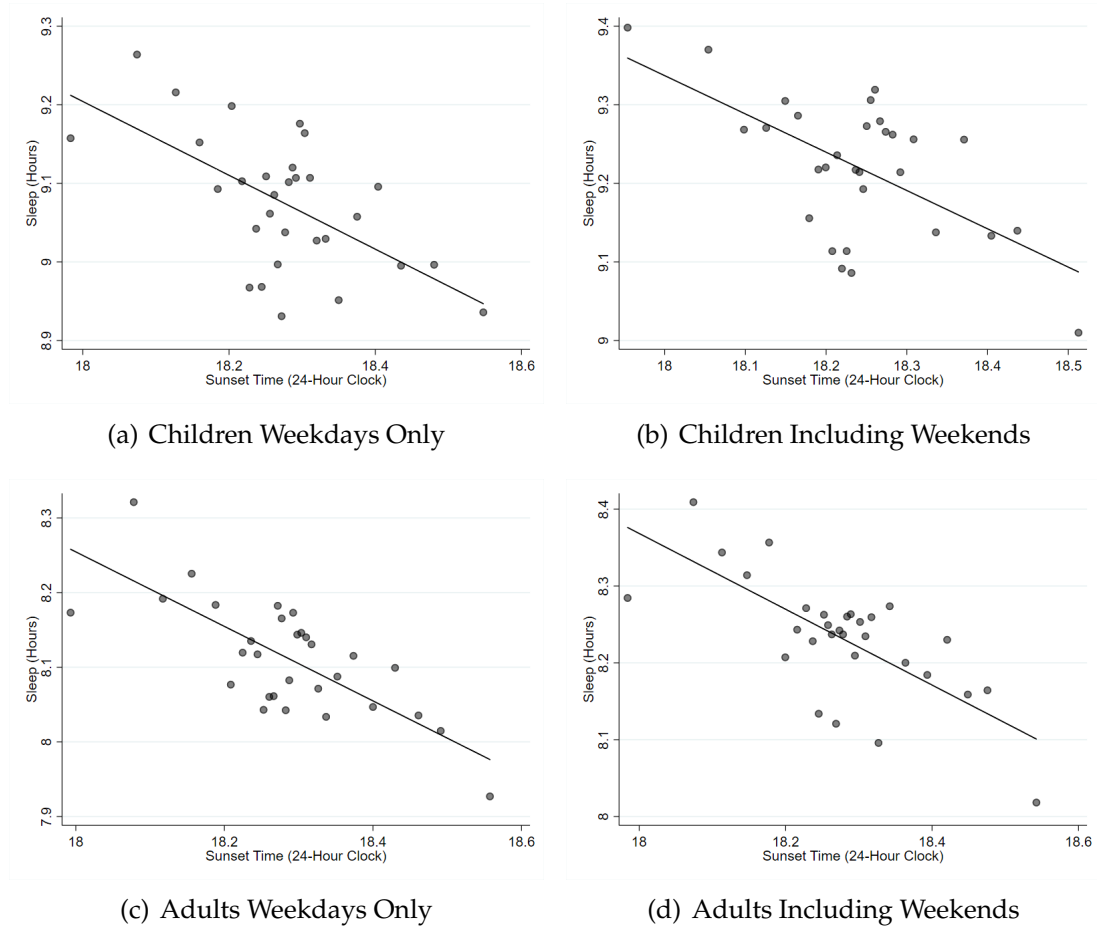 9.3
9.2
9.1
9
8.9
Sleep (Hours)
18 18.2 18.4 18.6
Sunset Time (24-Hour Clock)
(a) Children Weekdays Only
9.4
9.3
9.2
9.1
9
Sleep (Hours)
18 18.1 18.2 18.3 18.4 18.5
Sunset Time (24-Hour Clock)
(b) Children Including Weekends
8.3
8.2
8.1
8
7.9
Sleep (Hours)
18 18.2 18.4 18.6
Sunset Time (24-Hour Clock)
(c) Adults Weekdays Only
8.4
8.3
8.2
8.1
8
Sleep (Hours)
18 18.2 18.4 18.6
Sunset Time (24-Hour Clock)
(d) Adults Including Weekends